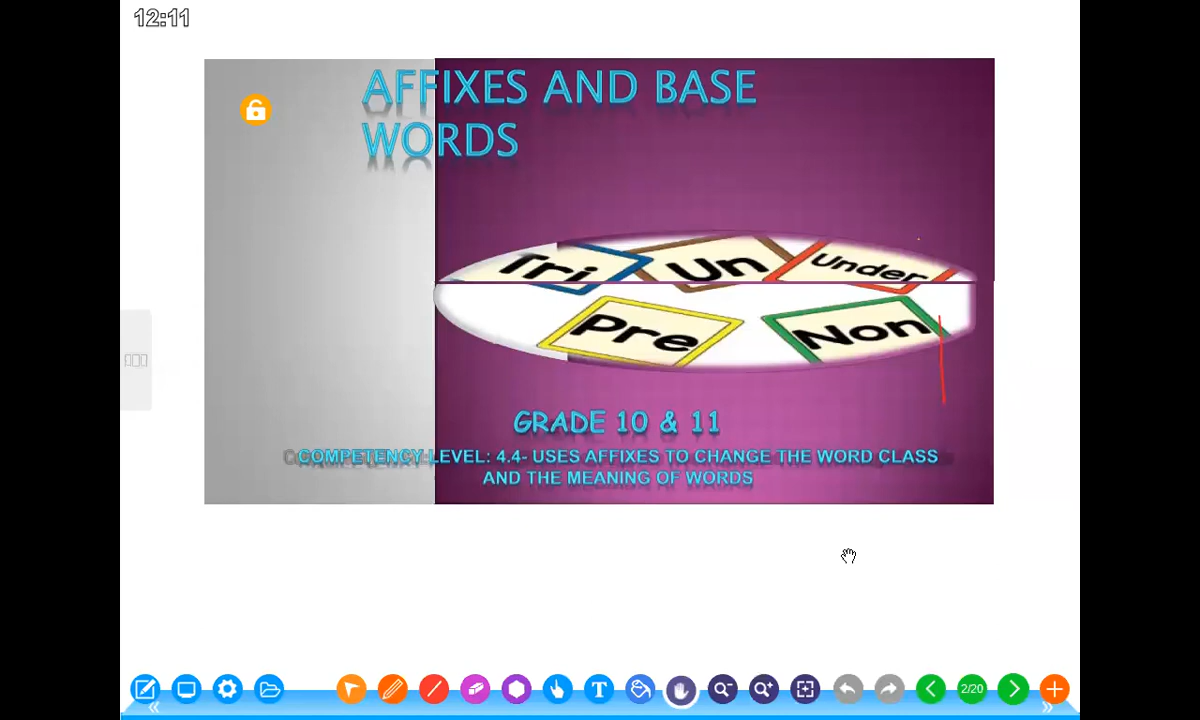 12:11
AFFIXES AND BASE
WORDS
Tri Un Under
Pre Non
GRADE 10 & 11
COMPETENCY LEVEL: 4.4- USES AFFIXES TO CHANGE THE WORD CLASS
AND THE MEANING OF WORDS
T 2/20